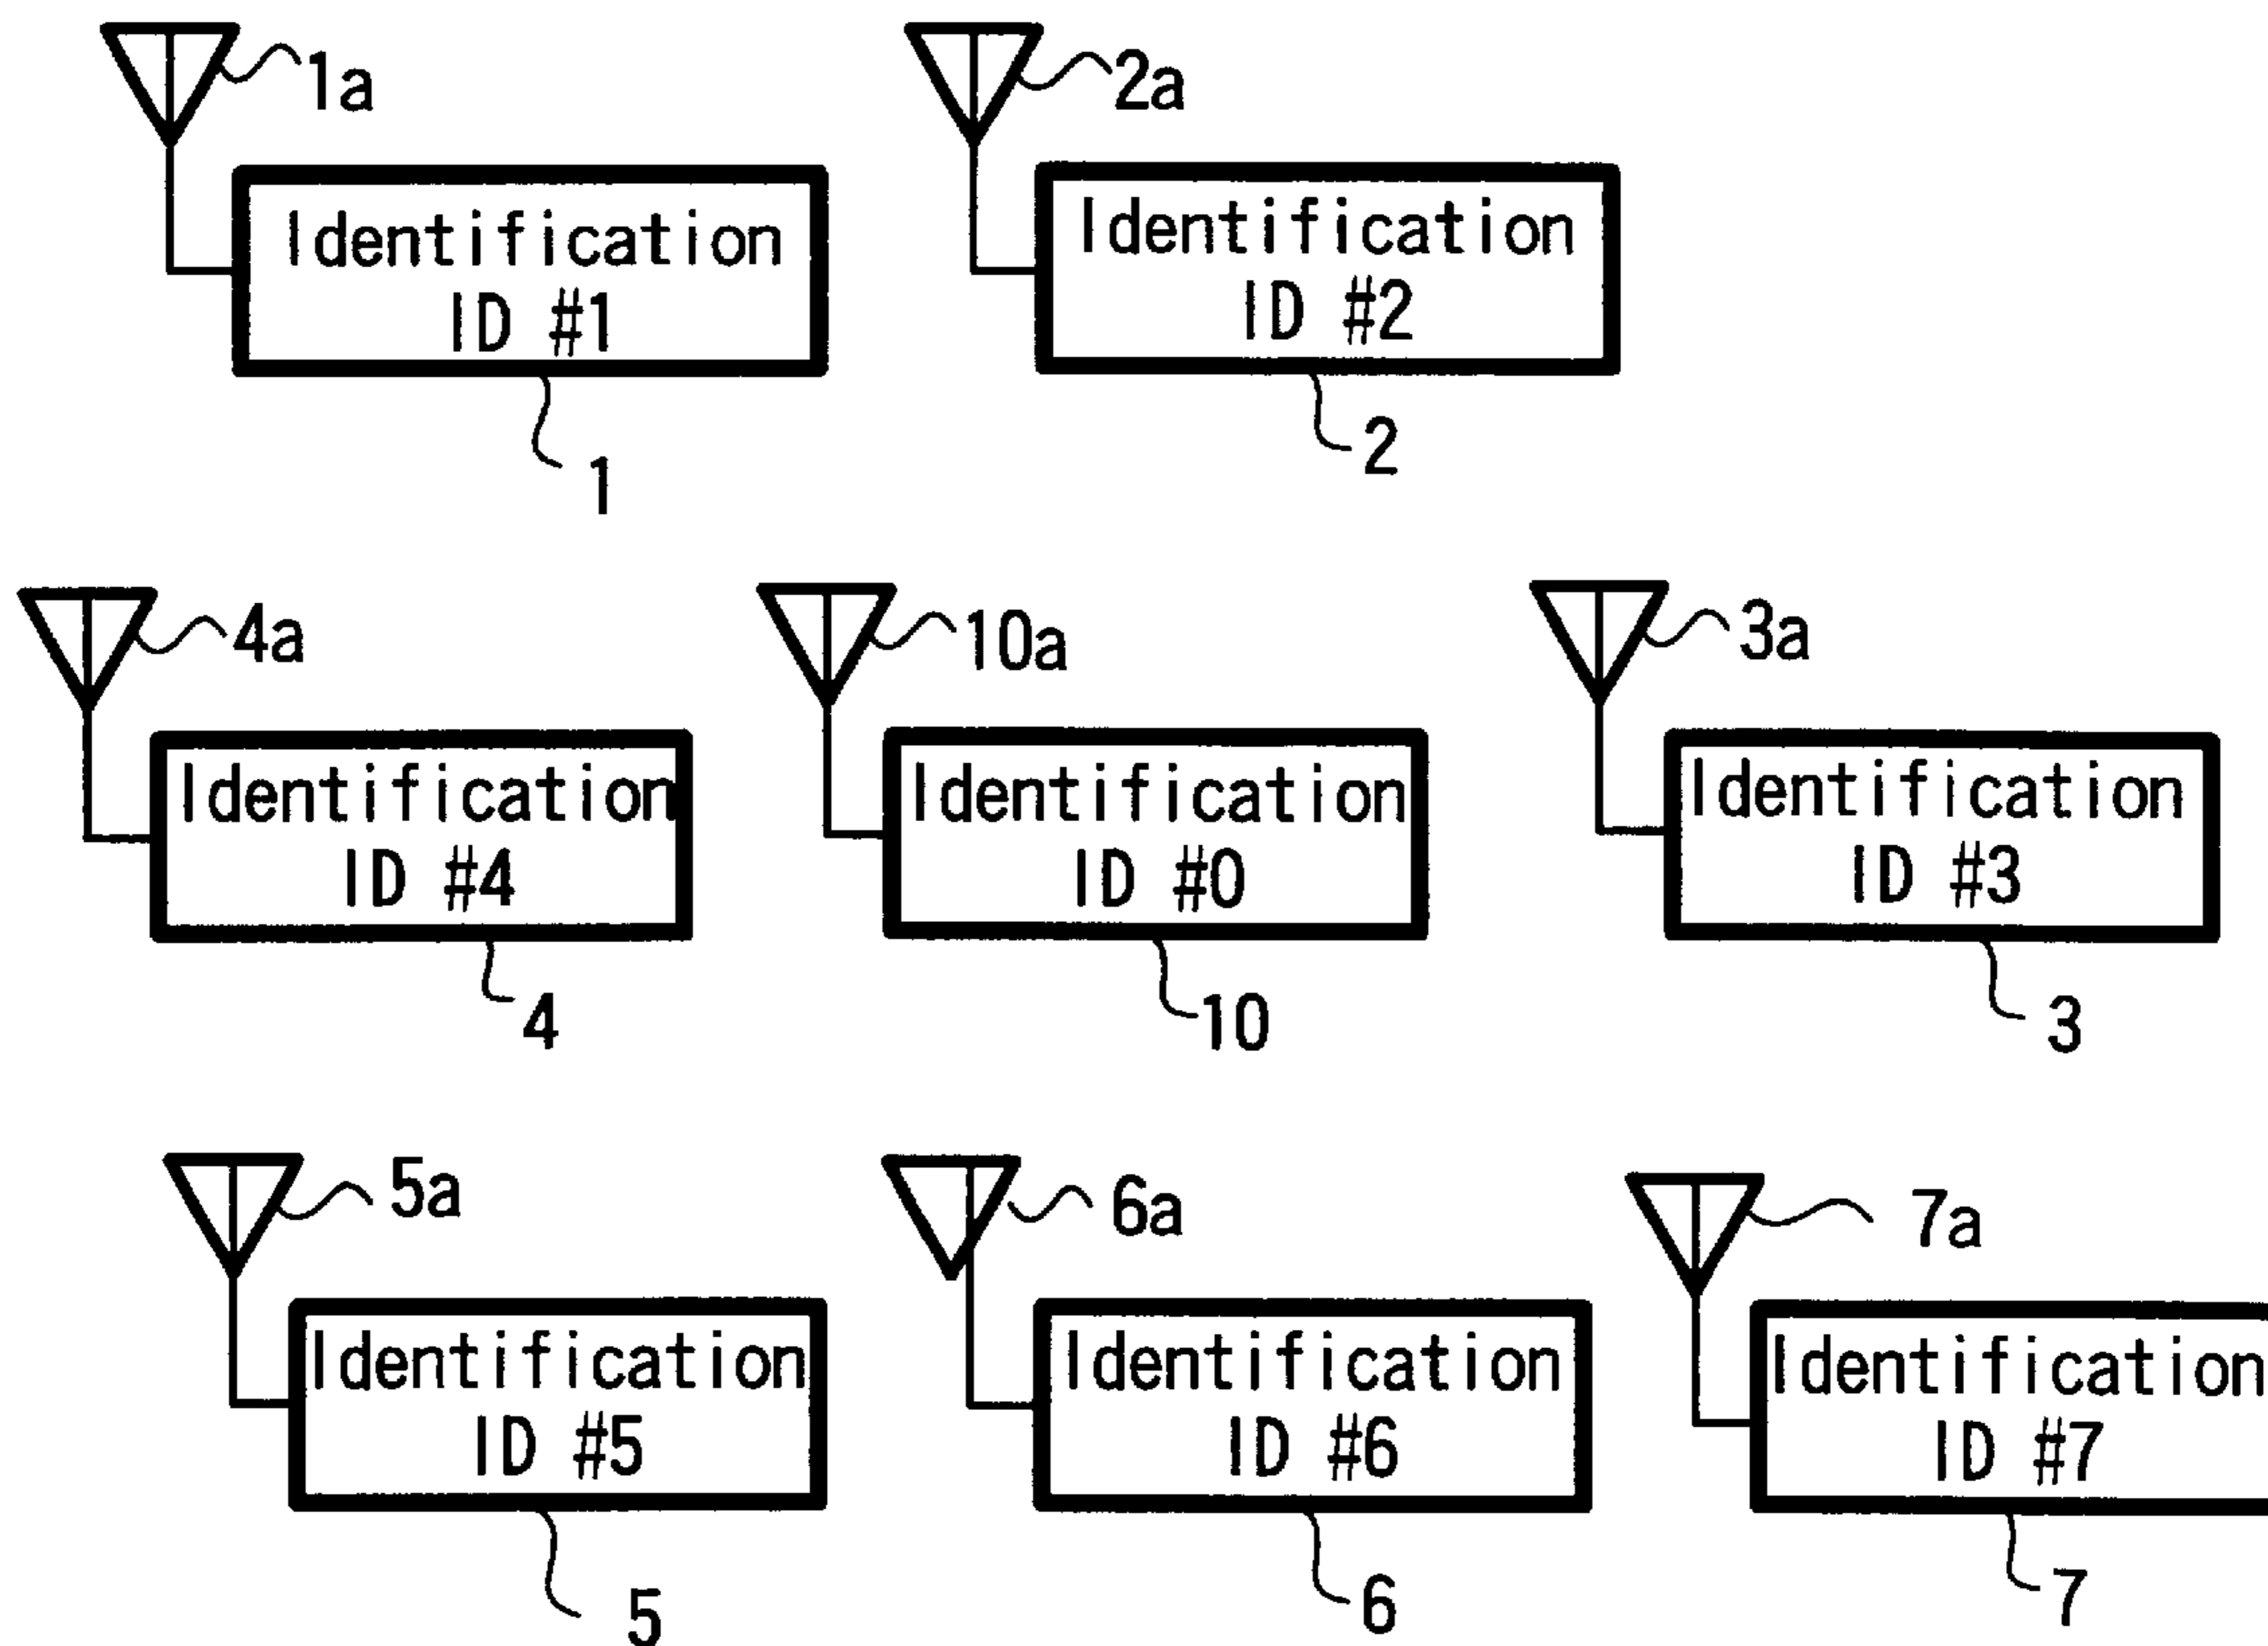 1a
2a
Identification
ID #1
Identification
ID #2
1
2
4a
10a
3a
Identification
ID #4
Identification
ID #0
Identification
ID #3
4
10
3
5a
6a
7a
Identification
ID #5
Identification
ID #6
Identification
ID #7
5
6
7